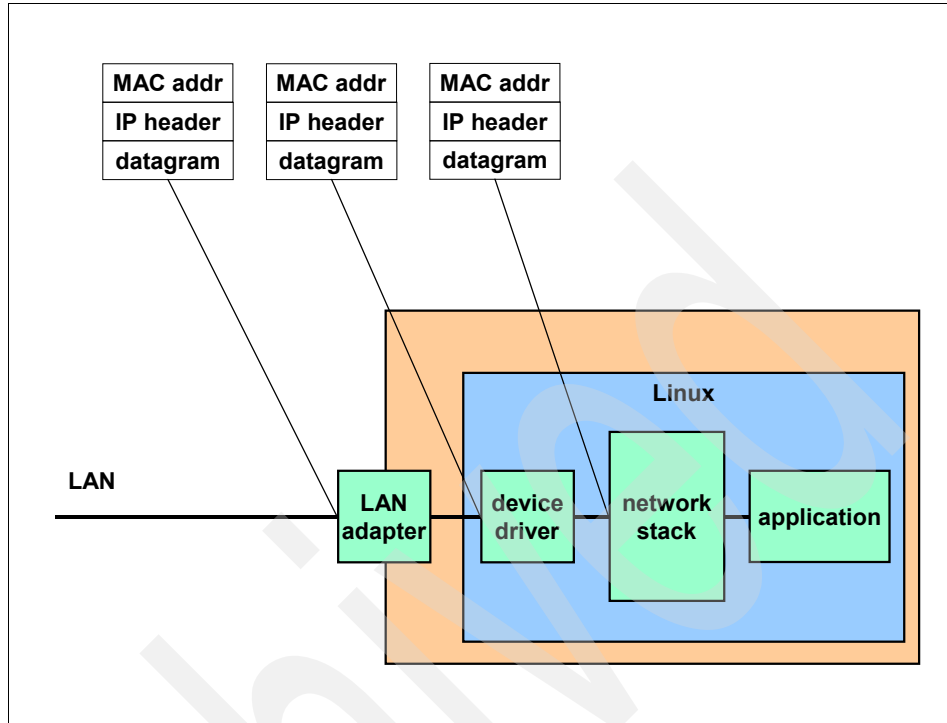 MAC addr
IP header
datagram
MAC addr
IP header
datagram
MAC addr
IP header
datagram
Linux
LAN
LAN
adapter
device
driver
network
stack
application